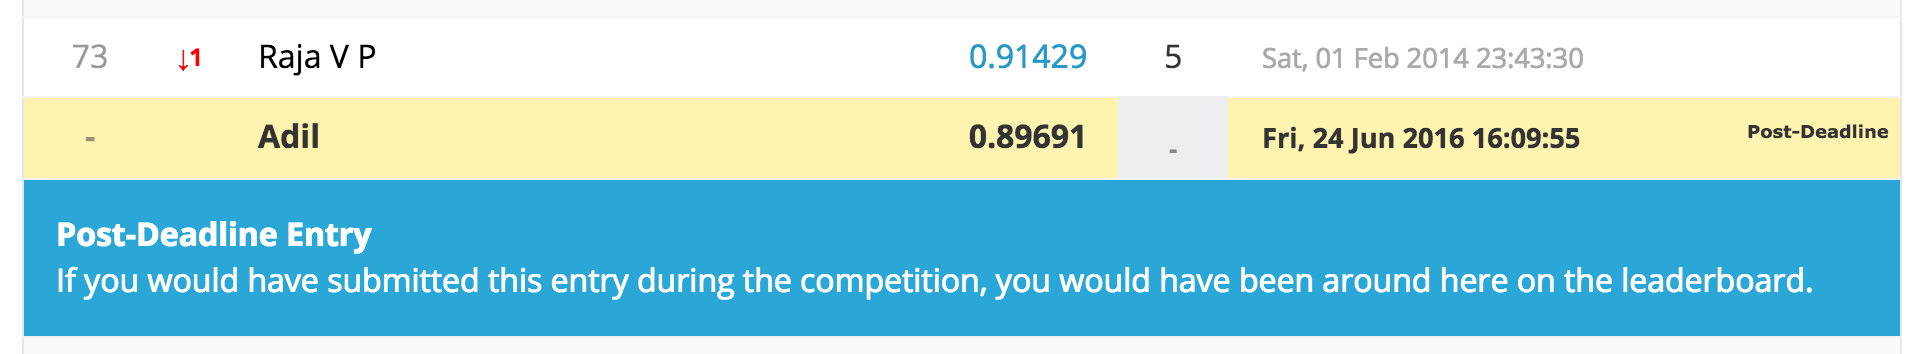 73 ↓1 Raja V P 0.91429 5 Sat, 01 Feb 2014 23:43:30
- Adil 0.89691 - Fri, 24 Jun 2016 16:09:55 Post-Deadline
Post-Deadline Entry
If you would have submitted this entry during the competition, you would have been around here on the leaderboard.